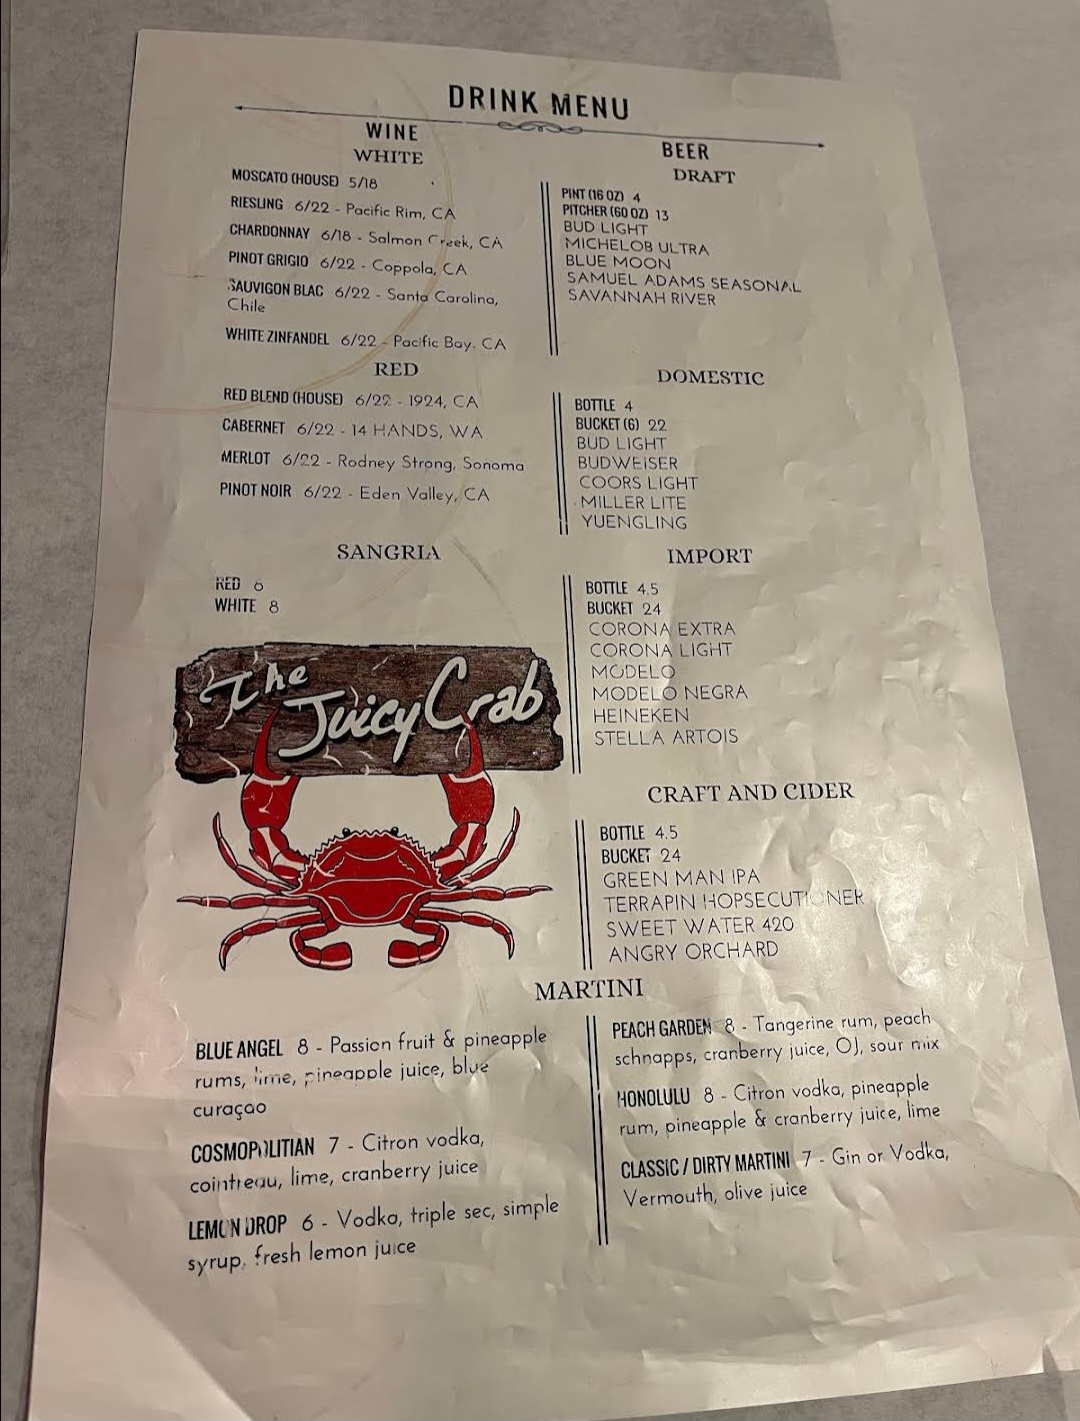 DRINK MENU
WINE
WHITE
MOSCATO (HOUSE) 5/18
RIESLING 6/22 - Pacific Rim, CA
CHARDONNAY 6/18 - Salmon Creek, CA
PINOT GRIGIO 6/22 - Coppola, CA
SAUVIGON BLAC 6/22 - Santa Carolina,
Chile
WHITE ZINFANDEL 6/22 - Pacific Bay. CA
RED
RED BLEND (HOUSE) 6/22 - 1924, CA
CABERNET 6/22 - 14 HANDS, WA
MERLOT 6/22 - Rodney Strong, Sonoma
PINOT NOIR 6/22 - Eden Valley, CA
SANGRIA
RED
WHITE 8
The
Juicy Crab
BEER
DRAFT
PINT (16 OZ) 4
PITCHER (60 OZ) 13
BUD LIGHT
MICHELOB ULTRA
BLUE MOON
SAMUEL ADAMS SEASONAL
SAVANNAH RIVER
DOMESTIC
BOTTLE 4
BUCKET (6) 22
BUD LIGHT
BUDWEISER
COORS LIGHT
MILLER LITE
YUENGLING
IMPORT
BOTTLE 4.5
BUCKET 24
CORONA EXTRA
CORONA LIGHT
MODELO
MODELO NEGRA
HEINEKEN
STELLA ARTOIS
CRAFT AND CIDER
BOTTLE 4.5
BUCKET 24
GREEN MAN IPA
TERRAPIN HOPSECUTIONER
SWEET WATER 420
ANGRY ORCHARD
MARTINI
BLUE ANGEL 8 - Passion fruit & pineapple
rums, lime, pineapple juice, blue
curaçao
COSMOPOLITIAN 7 - Citron vodka,
cointreau, lime, cranberry juice
LEMON DROP 6 - Vodka, triple sec, simple
syrup, fresh lemon juice
PEACH GARDEN 8 - Tangerine rum, peach
schnapps, cranberry juice, OJ, sour mix
HONOLULU 8 - Citron vodka, pineapple
rum, pineapple & cranberry juice, lime
CLASSIC / DIRTY MARTINI 7 - Gin or Vodka,
Vermouth, olive juice